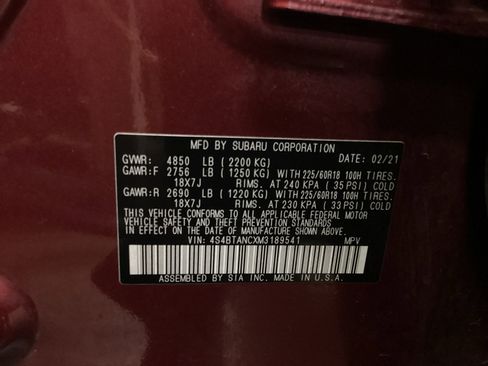 MFD BY SUBARU CORPORATION
GVWR: 4850 LB (2200 KG) DATE: 02/21
GAWR:F 2756 LB (1250 KG) WITH 225/60R18 100H TIRES.
18X7J RIMS. AT 240 KPA (35 PSI) COLD
GAWR:R 2690 LB (1220 KG) WITH 225/60R18 100H TIRES.
18X7J RIMS. AT 230 KPA (33 PSI) COLD
THIS VEHICLE CONFORMS TO ALL APPLICABLE FEDERAL MOTOR
VEHICLE SAFETY, BUMPER, AND THEFT PREVENTION STANDARDS
IN EFFECT ON THE DATE OF MANUFACTURE SHOWN ABOVE.
VIN: 4S4BTANCXM3189541 MPV
ASSEMBLED BY SIA INC. MADE IN U.S.A.